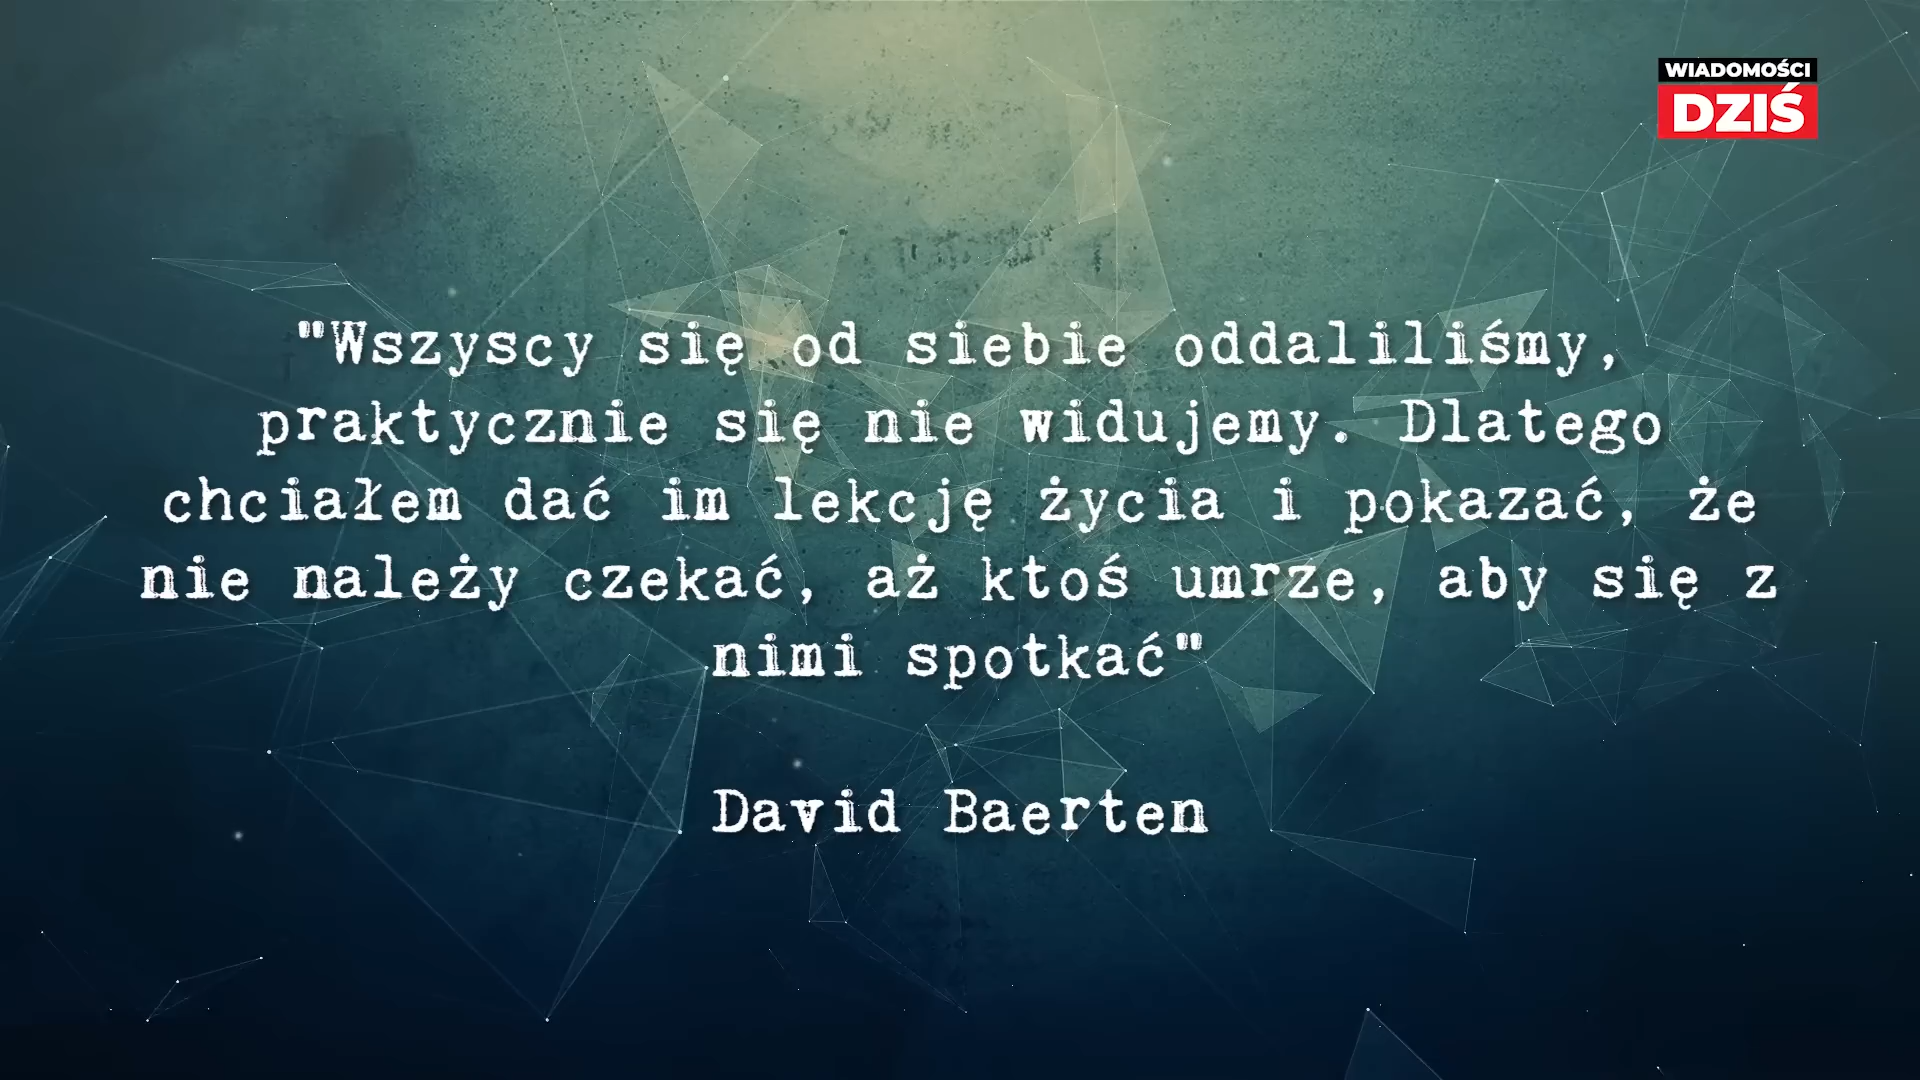 WIADOMOŚCI
DZIŚ
"Wszyscy się od siebie oddaliliśmy,
praktycznie się nie widujemy. Dlatego
chciałem dać im lekcję życia i pokazać, że
nie należy czekać, aż ktoś umrze, aby się z
nimi spotkać"
David Baerten